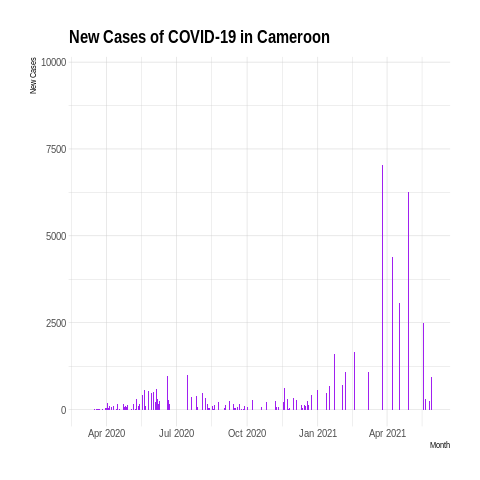 New Cases of COVID-19 in Cameroon
New Cases
10000
7500
5000
2500
0
Apr 2020 Jul 2020 Oct 2020 Jan 2021 Apr 2021
Month